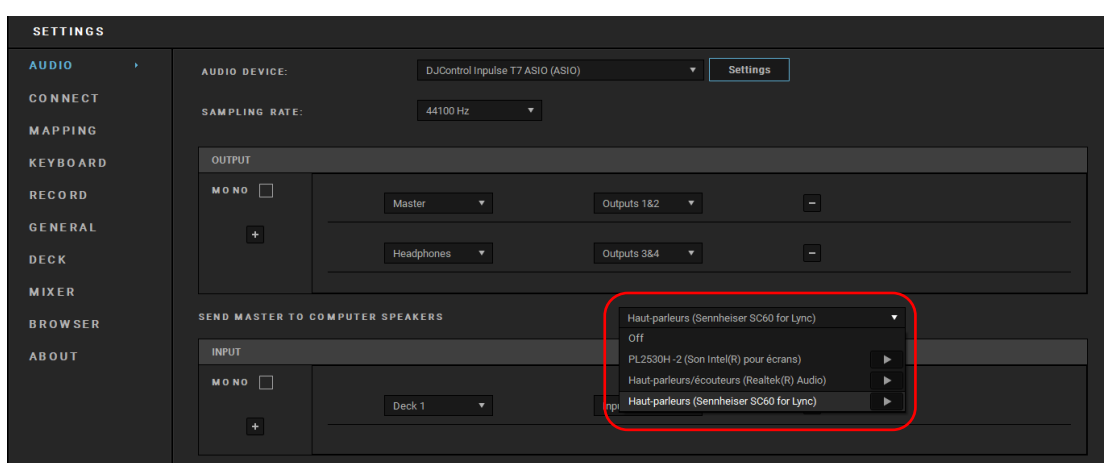 SETTINGS
AUDIO
CONNECT
MAPPING
KEYBOARD
RECORD
GENERAL
DECK
MIXER
BROWSER
ABOUT
AUDIO DEVICE: DJControl Inpulse T7 ASIO (ASIO) Settings
SAMPLING RATE: 44100 Hz
OUTPUT
MONO
Master Outputs 1&2
Headphones Outputs 3&4
SEND MASTER TO COMPUTER SPEAKERS Haut-parleurs (Sennheiser SC60 for Lync)
Off
PL2530H -2 (Son Intel(R) pour écrans)
Haut-parleurs/écouteurs (Realtek(R) Audio)
Haut-parleurs (Sennheiser SC60 for Lync)
INPUT
MONO
Deck 1